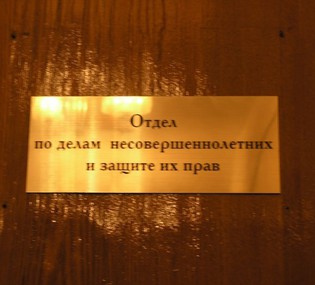 Отдел
по делам несовершеннолетних
и защите их прав